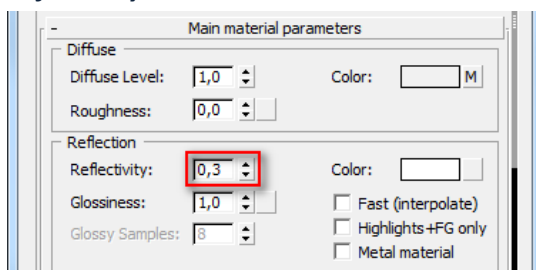 - Main material parameters
Diffuse
Diffuse Level: 1,0 Color: M
Roughness: 0,0
Reflection
Reflectivity: 0,3 Color:
Glossiness: 1,0 Fast (interpolate)
Glossy Samples: 8 Highlights+FG only
Metal material